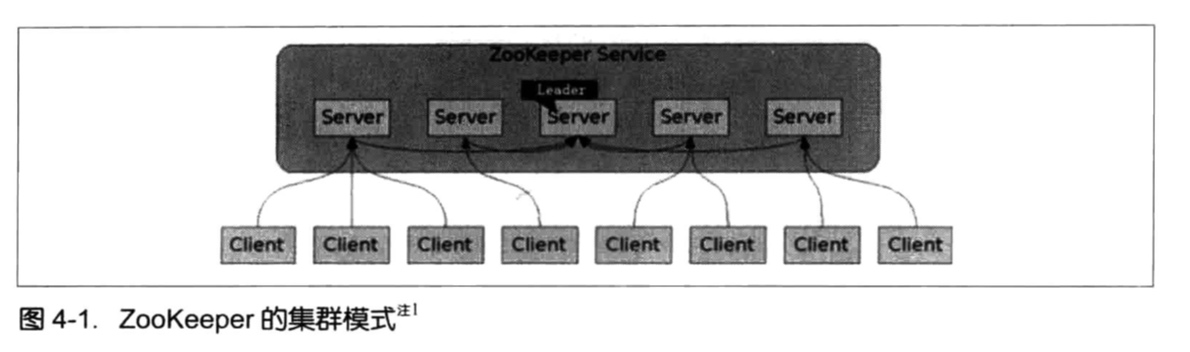 ZooKeeper Service
Leader
Server Server Server Server Server
Client Client Client Client Client Client Client Client
图 4-1. ZooKeeper 的集群模式注1